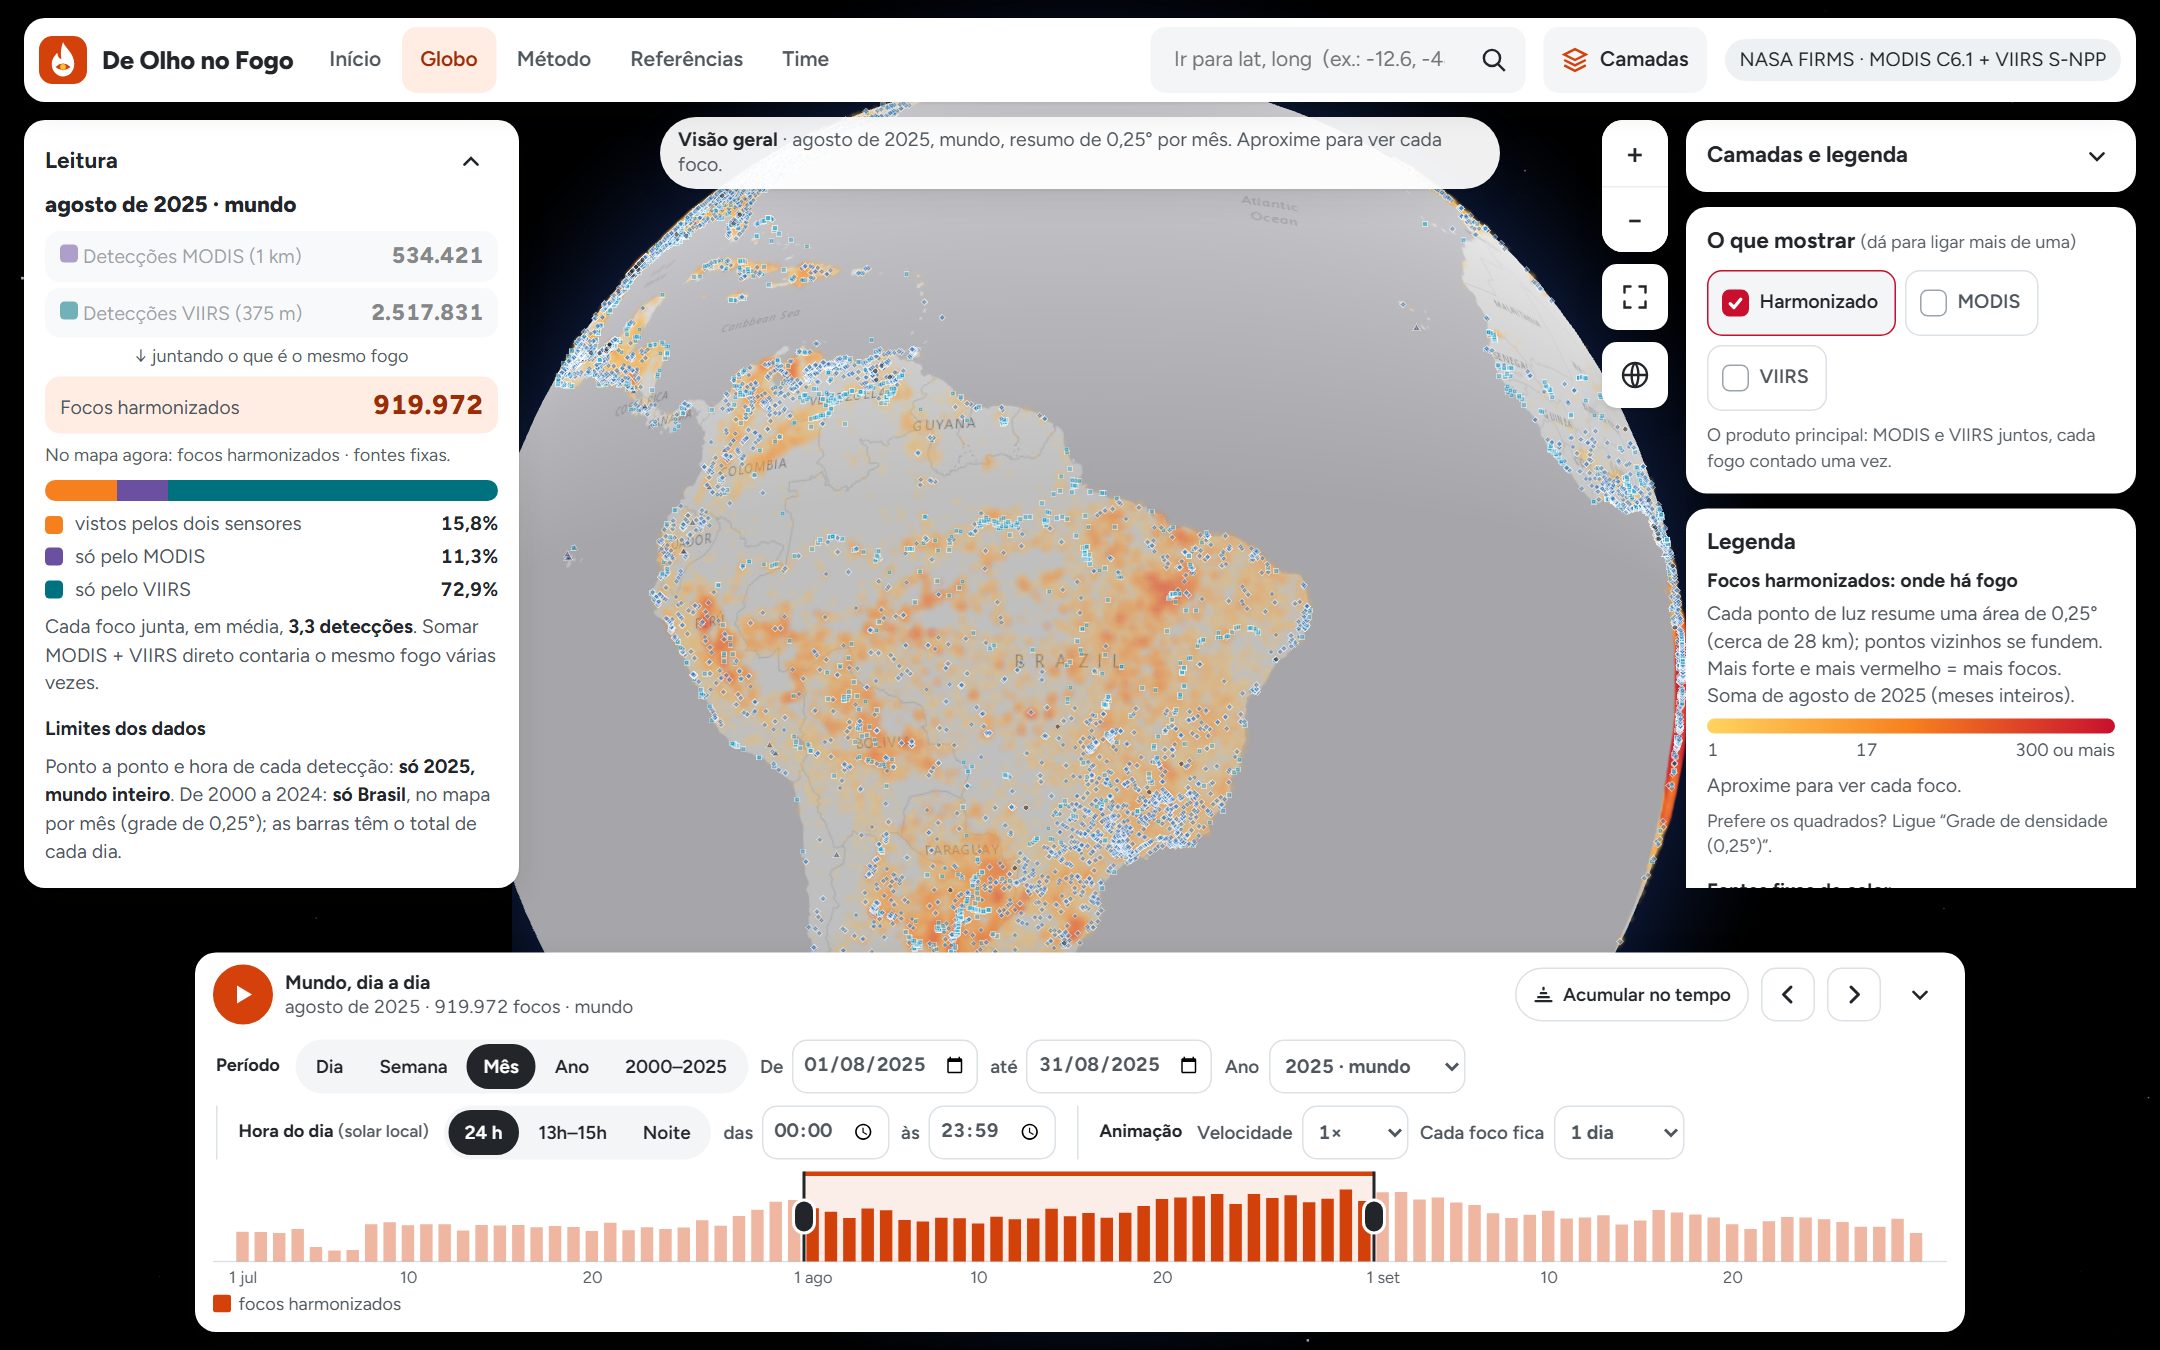 De Olho no Fogo
Início
Globo
Método
Referências
Time
Ir para lat, long (ex.: -12.6, -4
Camadas
NASA FIRMS · MODIS C6.1 + VIIRS S-NPP
Leitura
agosto de 2025 · mundo
Detecções MODIS (1 km) 534.421
Detecções VIIRS (375 m) 2.517.831
↓ juntando o que é o mesmo fogo
Focos harmonizados 919.972
No mapa agora: focos harmonizados · fontes fixas.
vistos pelos dois sensores 15,8%
só pelo MODIS 11,3%
só pelo VIIRS 72,9%
Cada foco junta, em média, 3,3 detecções. Somar
MODIS + VIIRS direto contaria o mesmo fogo várias
vezes.
Limites dos dados
Ponto a ponto e hora de cada detecção: só 2025,
mundo inteiro. De 2000 a 2024: só Brasil, no mapa
por mês (grade de 0,25°); as barras têm o total de
cada dia.
Visão geral · agosto de 2025, mundo, resumo de 0,25° por mês. Aproxime para ver cada
foco.
Atlantic
Ocean
Caribbean Sea
GUYANA
BRAZIL
PARAGUAY
+
−
Camadas e legenda
O que mostrar (dá para ligar mais de uma)
Harmonizado
MODIS
VIIRS
O produto principal: MODIS e VIIRS juntos, cada
fogo contado uma vez.
Legenda
Focos harmonizados: onde há fogo
Cada ponto de luz resume uma área de 0,25°
(cerca de 28 km); pontos vizinhos se fundem.
Mais forte e mais vermelho = mais focos.
Soma de agosto de 2025 (meses inteiros).
1 17 300 ou mais
Aproxime para ver cada foco.
Prefere os quadrados? Ligue “Grade de densidade
(0,25°)”.
Mundo, dia a dia
agosto de 2025 · 919.972 focos · mundo
Acumular no tempo
Período Dia Semana Mês Ano 2000–2025 De 01/08/2025 até 31/08/2025 Ano 2025 · mundo
Hora do dia (solar local) 24 h 13h–15h Noite das 00:00 às 23:59 Animação Velocidade 1× Cada foco fica 1 dia
1 jul 10 20 1 ago 10 20 1 set 10 20
focos harmonizados